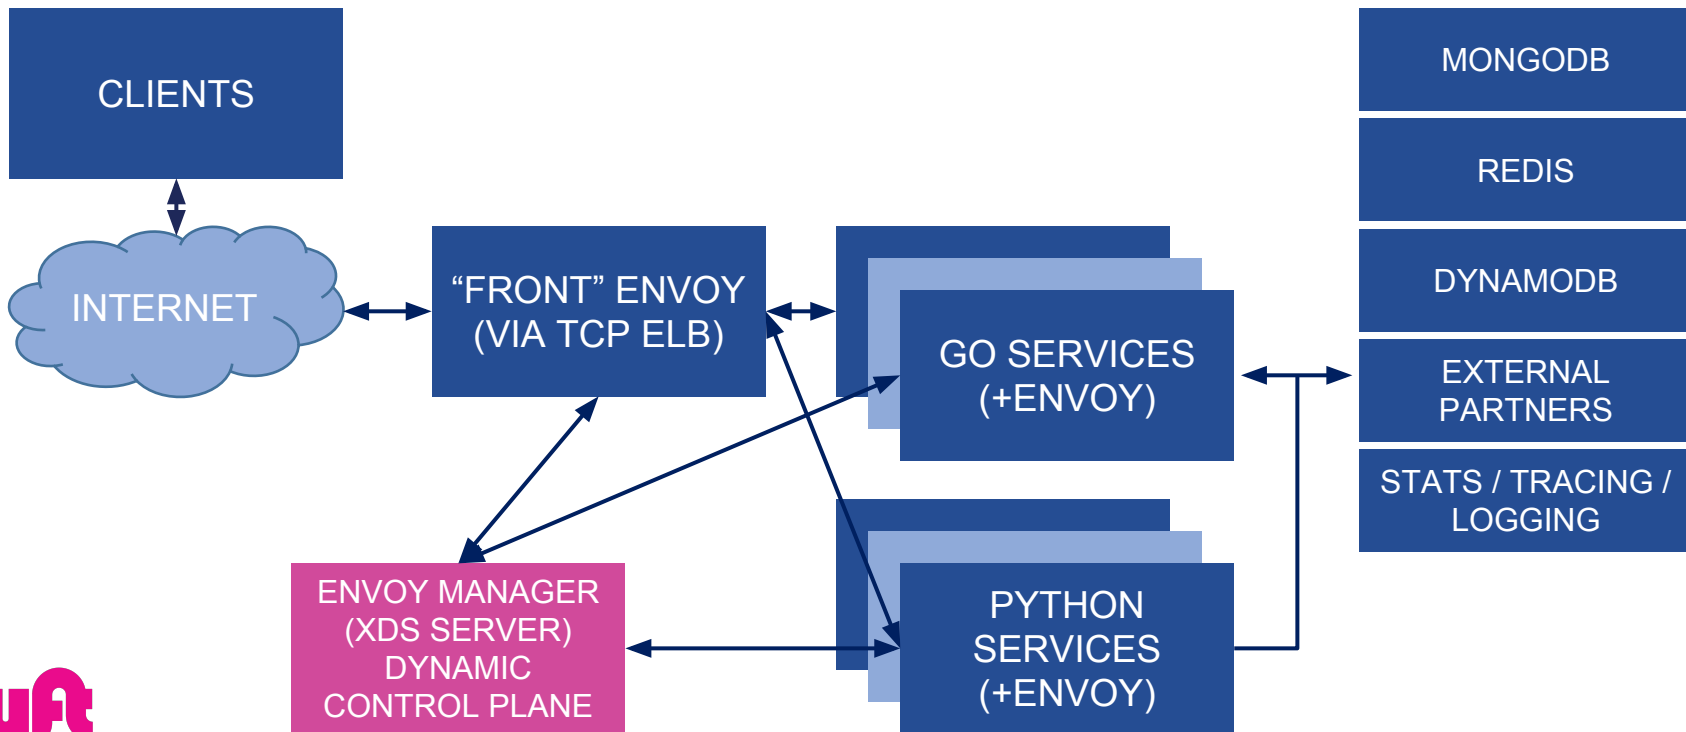 CLIENTS
INTERNET
“FRONT” ENVOY
(VIA TCP ELB)
GO SERVICES
(+ENVOY)
PYTHON
SERVICES
(+ENVOY)
ENVOY MANAGER
(XDS SERVER)
DYNAMIC
CONTROL PLANE
MONGODB
REDIS
DYNAMODB
EXTERNAL
PARTNERS
STATS / TRACING /
LOGGING